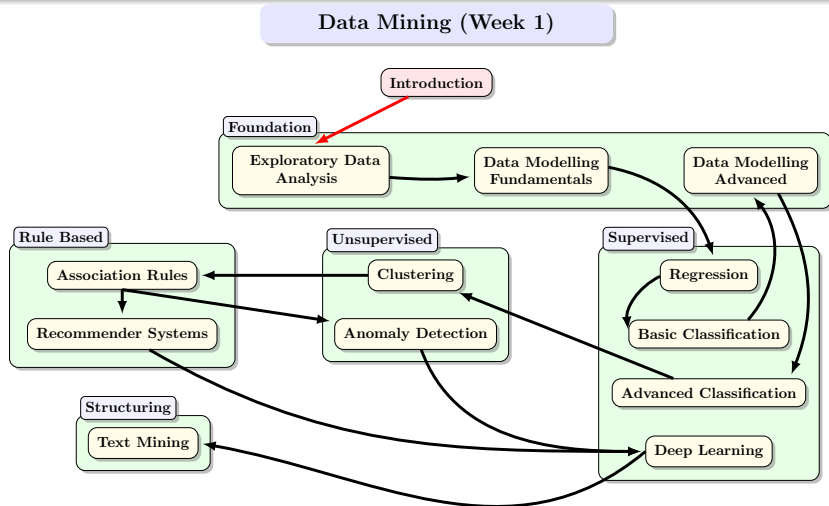 Data Mining (Week 1)
Introduction
Foundation
Exploratory Data
Analysis
Data Modelling
Fundamentals
Data Modelling
Advanced
Rule Based
Association Rules
Recommender Systems
Unsupervised
Clustering
Anomaly Detection
Supervised
Regression
Basic Classification
Advanced Classification
Deep Learning
Structuring
Text Mining